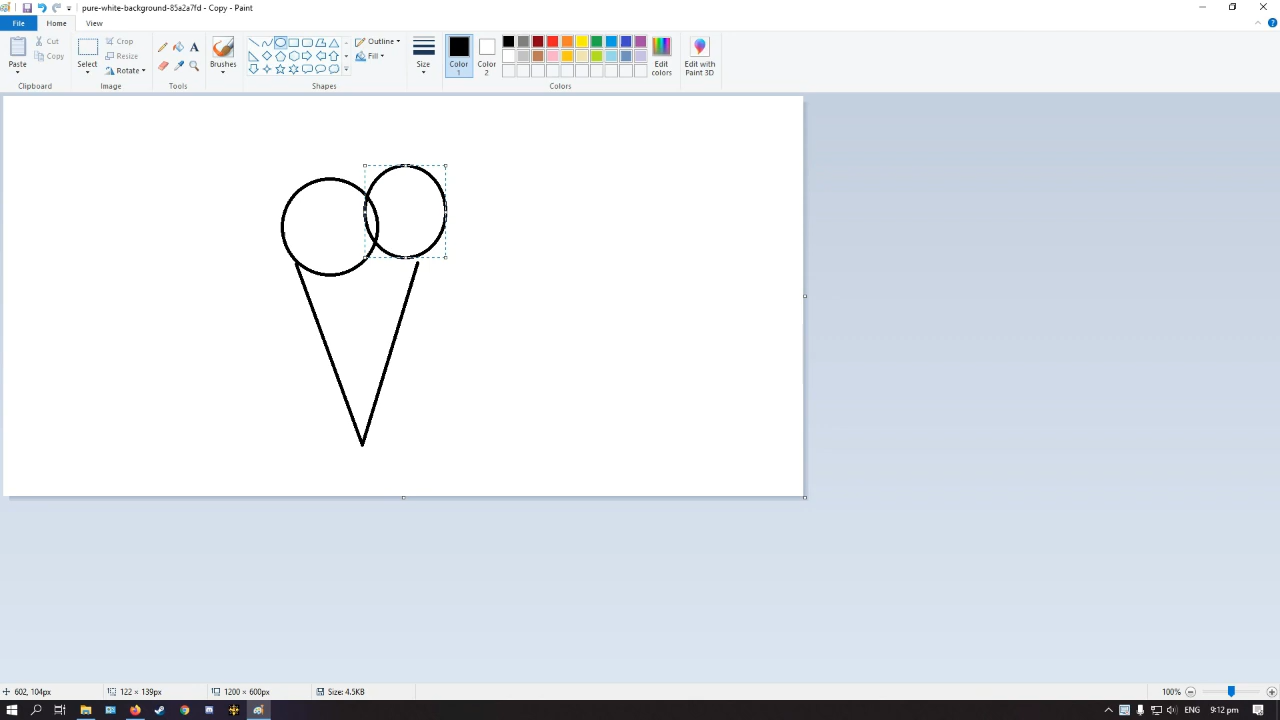 pure-white-background-85a2a7fd - Copy - Paint
File Home View
Paste Cut Copy Clipboard
Select Crop Resize Rotate Image
A Tools
Brushes
Outline Fill Shapes
Size
Color 1 Color 2 Edit colors Colors
Edit with Paint 3D
602, 104px 122 × 139px 1200 × 600px Size: 4.5KB 100%
ENG 9:12 pm